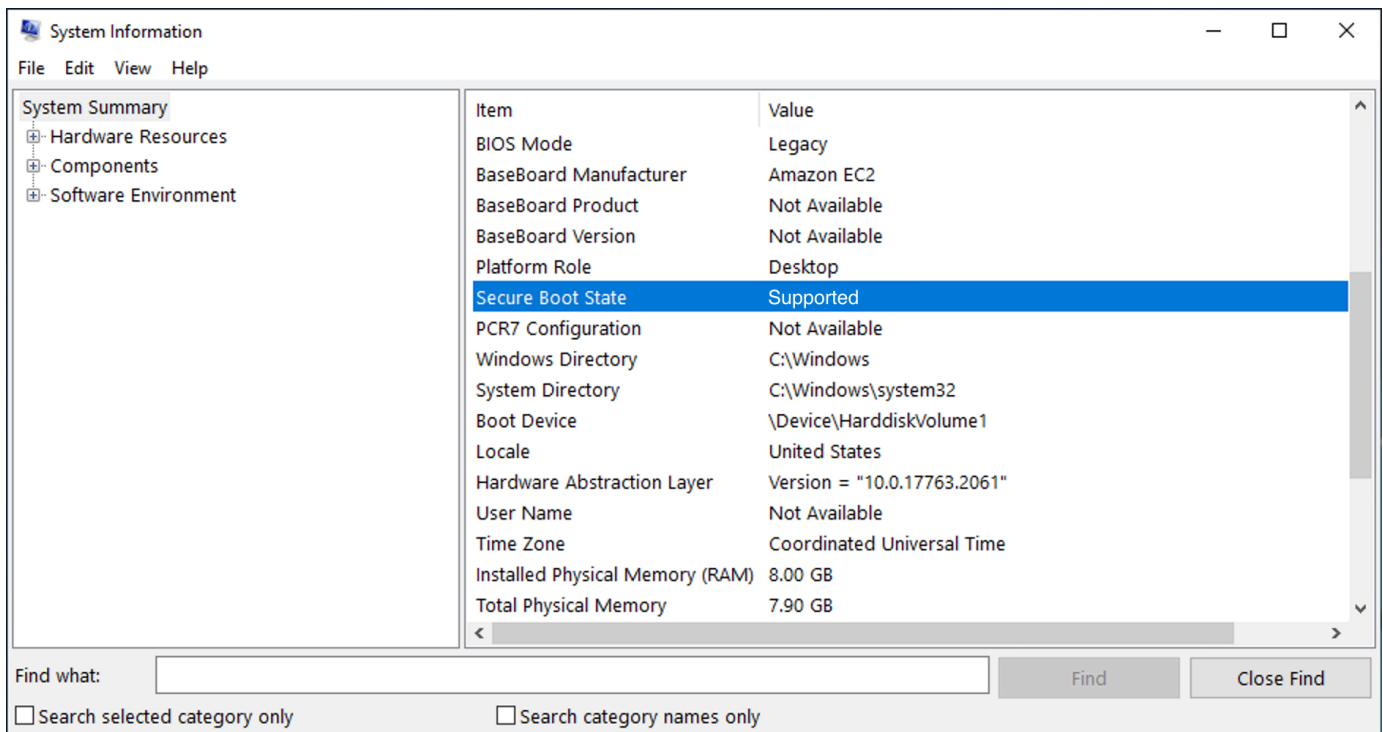 System Information
File Edit View Help
System Summary
Hardware Resources
Components
Software Environment
Item Value
BIOS Mode Legacy
BaseBoard Manufacturer Amazon EC2
BaseBoard Product Not Available
BaseBoard Version Not Available
Platform Role Desktop
Secure Boot State Supported
PCR7 Configuration Not Available
Windows Directory C:\Windows
System Directory C:\Windows\system32
Boot Device \Device\HarddiskVolume1
Locale United States
Hardware Abstraction Layer Version = "10.0.17763.2061"
User Name Not Available
Time Zone Coordinated Universal Time
Installed Physical Memory (RAM) 8.00 GB
Total Physical Memory 7.90 GB
Find what: Find Close Find
Search selected category only Search category names only